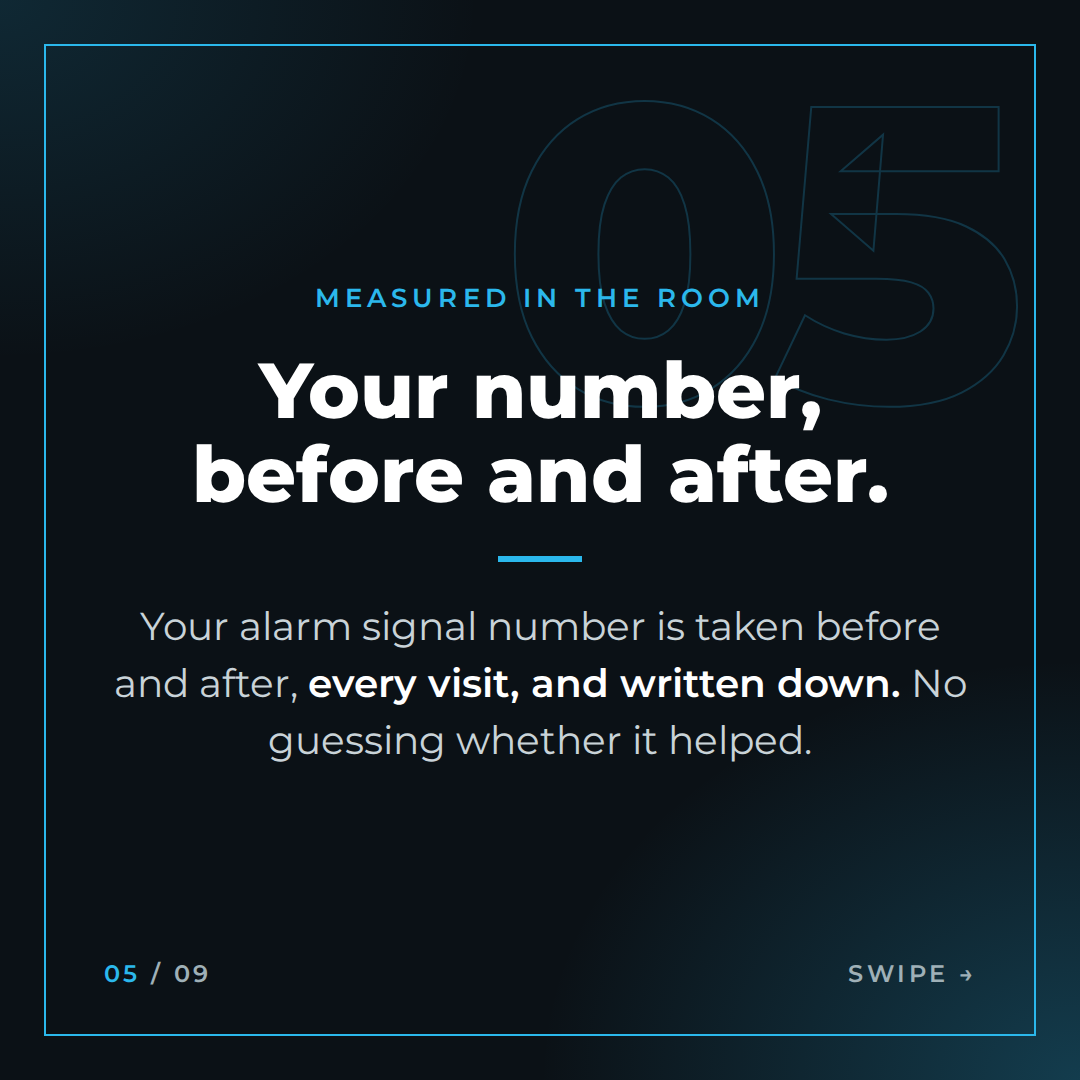 05
MEASURED IN THE ROOM
Your number,
before and after.
Your alarm signal number is taken before
and after, every visit, and written down. No
guessing whether it helped.
05 / 09
SWIPE →